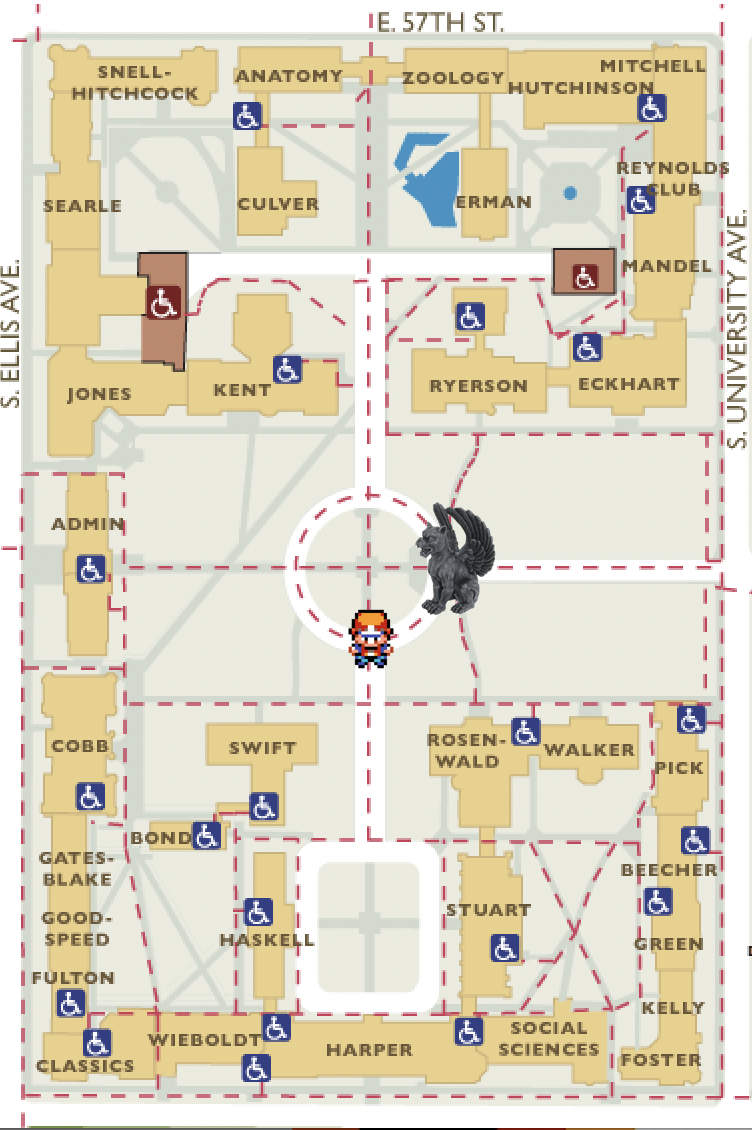 E. 57TH ST.
SNELL-
HITCHCOCK
ANATOMY
ZOOLOGY
MITCHELL
HUTCHINSON
SEARLE
CULVER
ERMAN
REYNOLDS
CLUB
MANDEL
S. ELLIS AVE.
S. UNIVERSITY AVE.
JONES
KENT
RYERSON
ECKHART
ADMIN
COBB
SWIFT
ROSEN-
WALD
WALKER
PICK
BOND
GATES-
BLAKE
BEECHER
GOOD-
SPEED
HASKELL
STUART
GREEN
FULTON
KELLY
CLASSICS
WIEBOLDT
HARPER
SOCIAL
SCIENCES
FOSTER